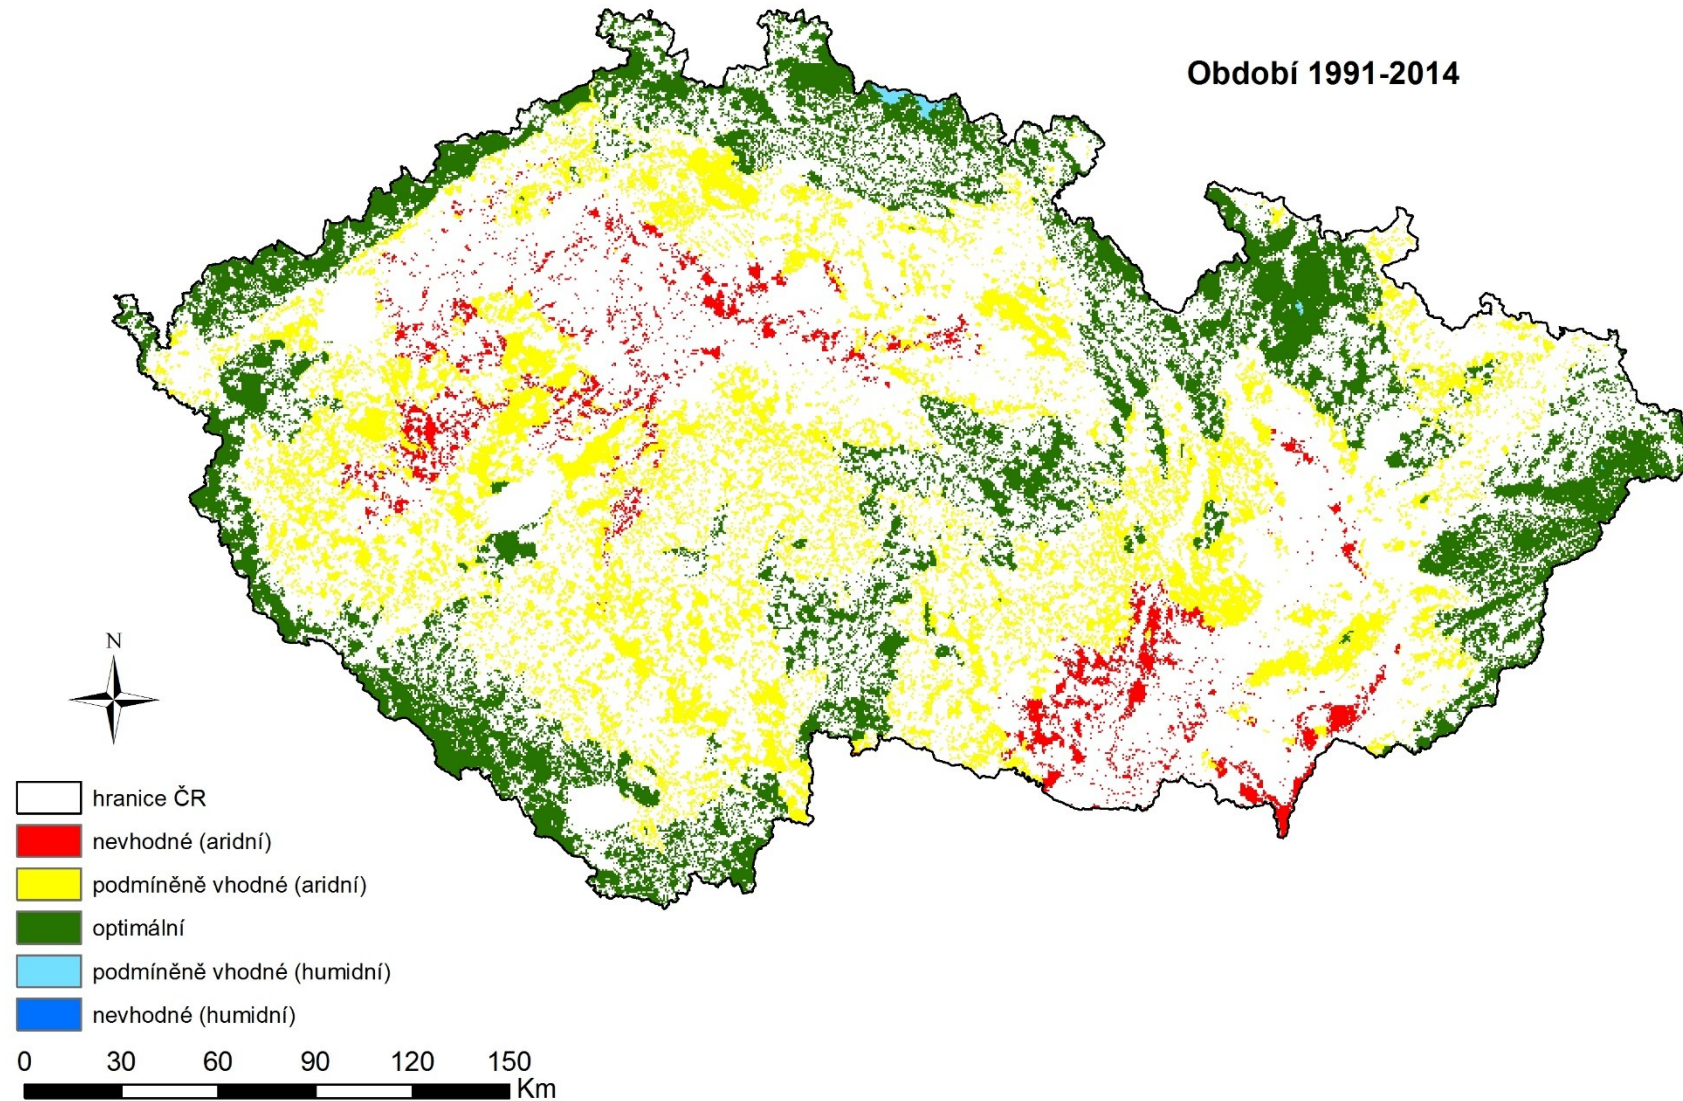 Období 1991-2014
N
hranice ČR
nevhodné (aridní)
podmíněně vhodné (aridní)
optimální
podmíněně vhodné (humidní)
nevhodné (humidní)
0 30 60 90 120 150
Km